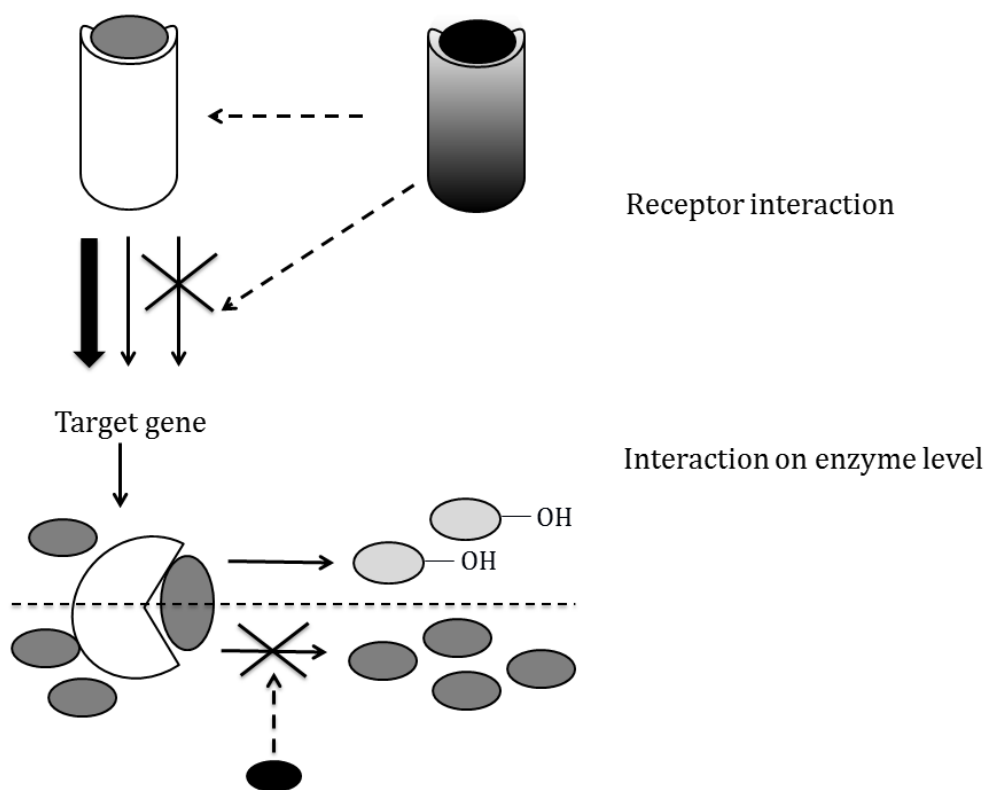 Receptor interaction
Target gene
Interaction on enzyme level
OH
OH